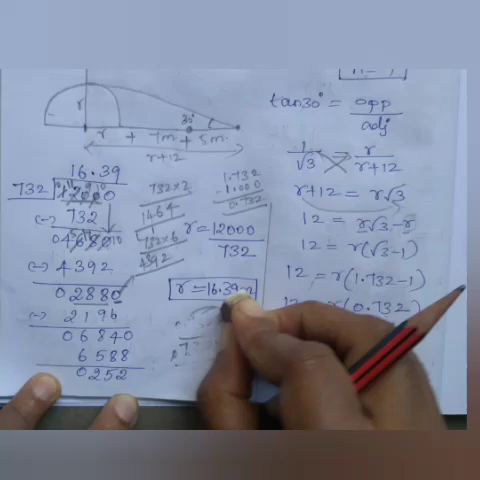 r
r + 7m + 5m
30°
r+12
16.39
732 12000
(-) 732
04680
(-) 4392
02880
(-) 2196
06840
6588
0252
732×2
1464
732×6
4392
1.732
-1.000
0.732
r = 12000/732
r = 16.39
tan30° = opp/adj
1/√3 = r/r+12
r+12 = r√3
12 = r√3 - r
12 = r(√3-1)
12 = r(1.732-1)
12 = r(0.732)